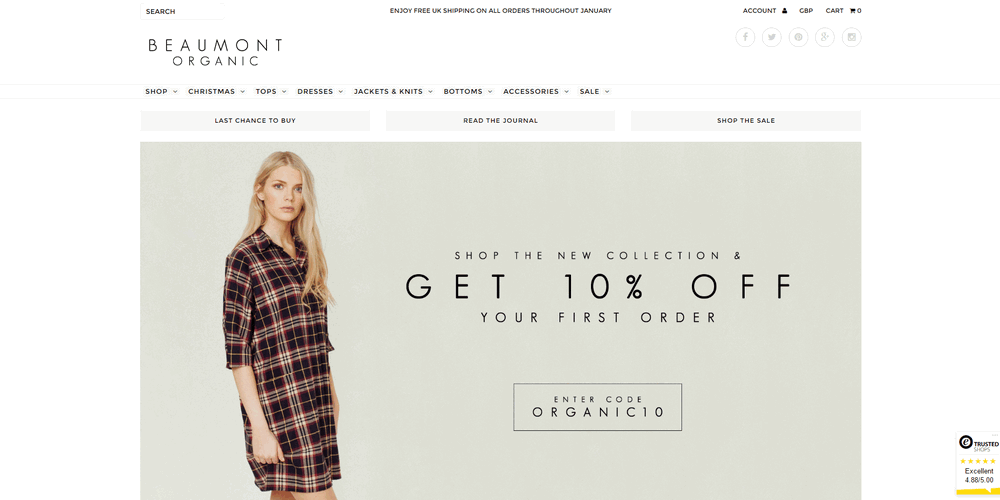 SEARCH
ENJOY FREE UK SHIPPING ON ALL ORDERS THROUGHOUT JANUARY
ACCOUNT GBP CART 0
BEAUMONT
ORGANIC
SHOP CHRISTMAS TOPS DRESSES JACKETS & KNITS BOTTOMS ACCESSORIES SALE
LAST CHANCE TO BUY
READ THE JOURNAL
SHOP THE SALE
SHOP THE NEW COLLECTION &
GET 10% OFF
YOUR FIRST ORDER
ENTER CODE
ORGANIC10
e TRUSTED
SHOPS
Excellent
4.88/5.00